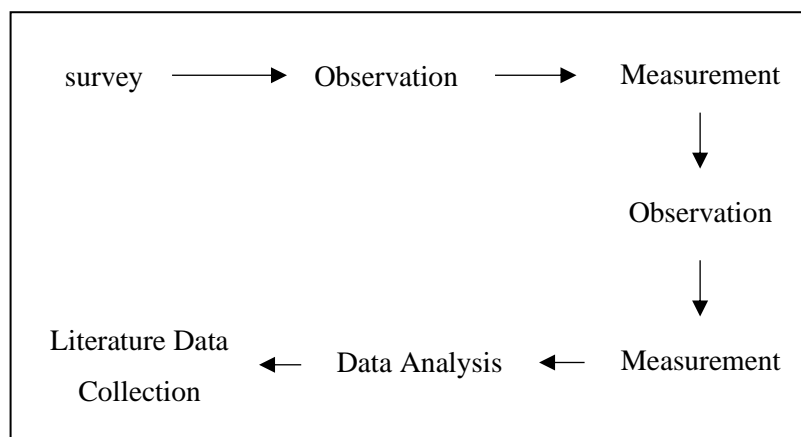 survey
Observation
Measurement
Observation
Measurement
Data Analysis
Literature Data
Collection